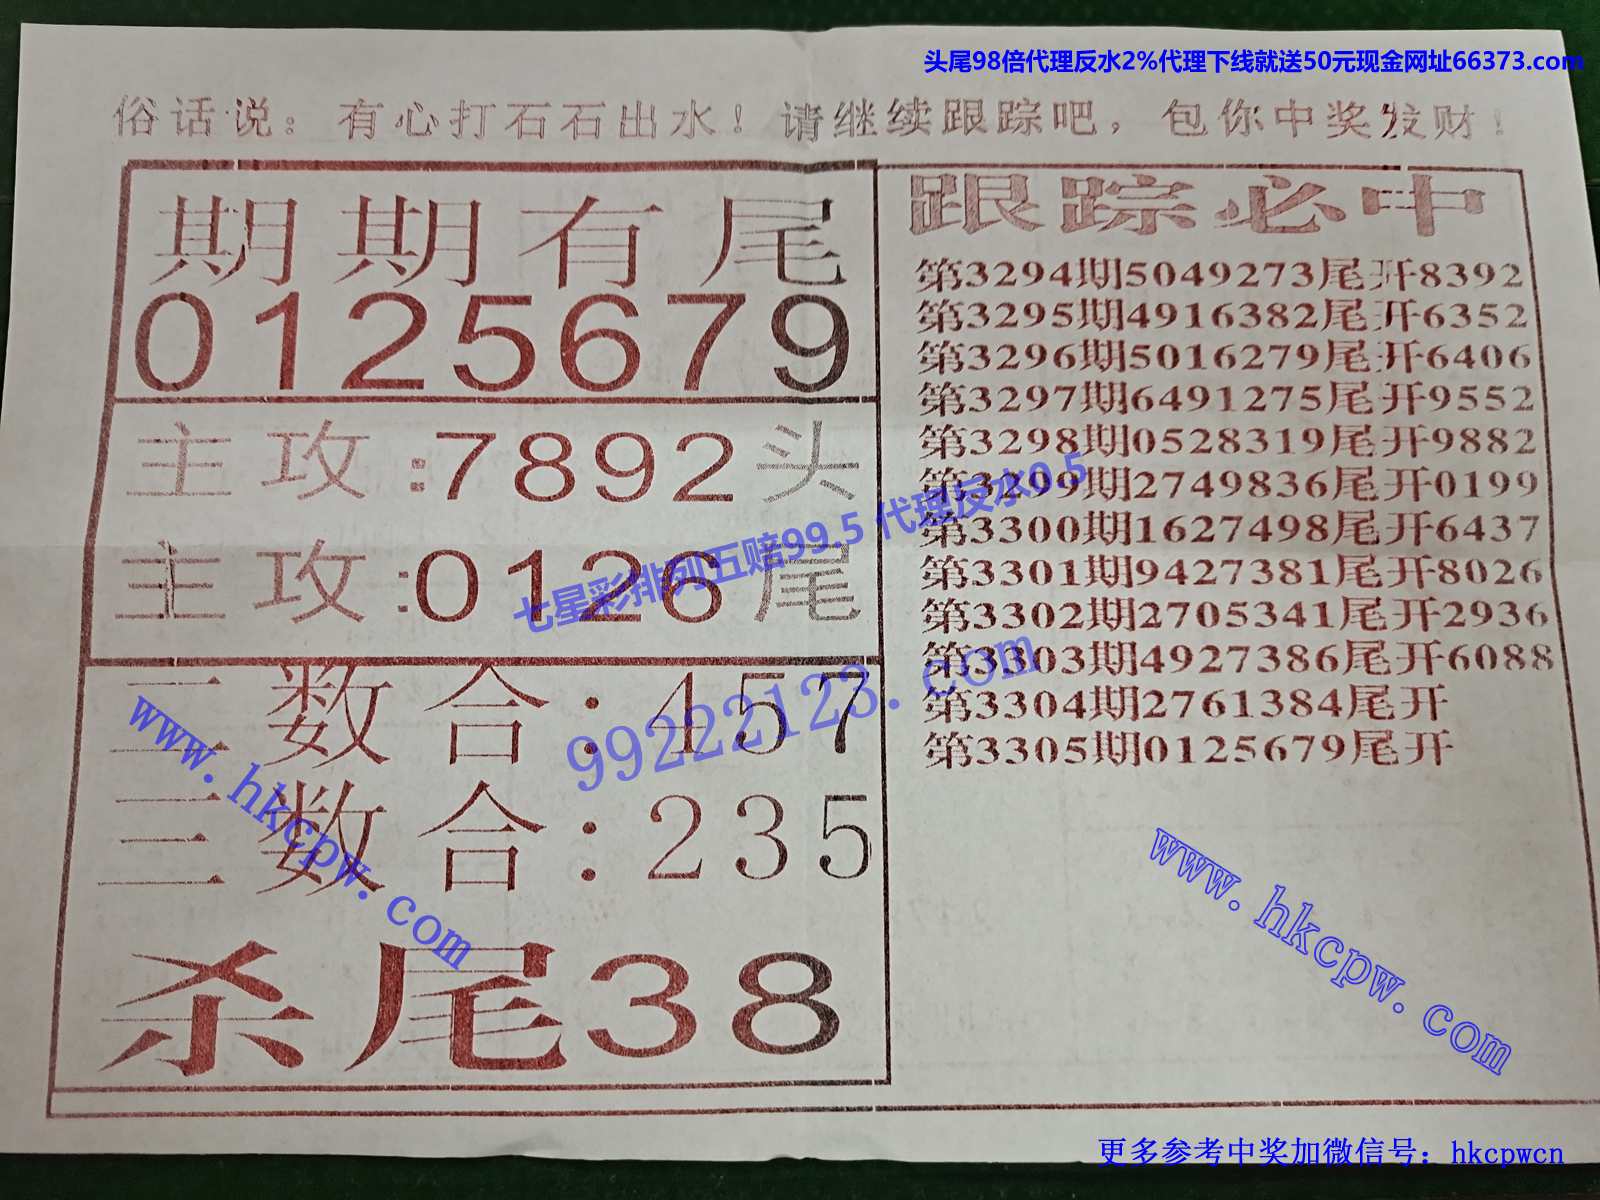 头尾98倍代理反水2%代理下线就送50元现金网址66373.com
俗话说：有心打石石出水！请继续跟踪吧，包你中奖发财！
期期有尾
0125679
主攻:7892头
主攻:0126尾
二数合:457
三数合:235
杀尾38
跟踪必中
第3294期5049273尾开8392
第3295期4916382尾开6352
第3296期5016279尾开6406
第3297期6491275尾开9552
第3298期0528319尾开9882
第3299期2749836尾开0199
第3300期1627498尾开6437
第3301期9427381尾开8026
第3302期2705341尾开2936
第3303期4927386尾开6088
第3304期2761384尾开
第3305期0125679尾开
七星彩排列五赔99.5 代理反水0.5
99222123.com
www.hkcpw.com
www.hkcpw.com
更多参考中奖加微信号：hkcpwcn